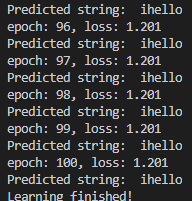 Predicted string:  ihello
epoch: 96, loss: 1.201
Predicted string:  ihello
epoch: 97, loss: 1.201
Predicted string:  ihello
epoch: 98, loss: 1.201
Predicted string:  ihello
epoch: 99, loss: 1.201
Predicted string:  ihello
epoch: 100, loss: 1.201
Predicted string:  ihello
Learning finished!